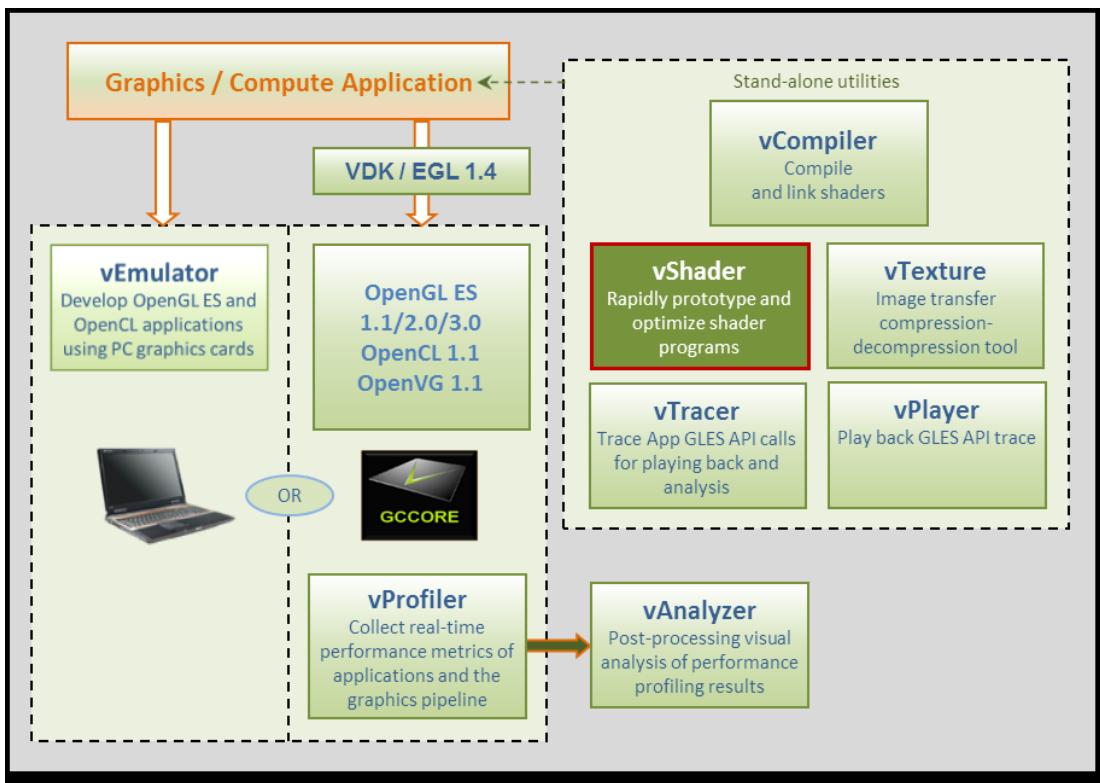 Graphics / Compute Application
Stand-alone utilities
vCompiler
Compile
and link shaders
VDK / EGL 1.4
vEmulator
Develop OpenGL ES and
OpenCL applications
using PC graphics cards
OpenGL ES
1.1/2.0/3.0
OpenCL 1.1
OpenVG 1.1
vShader
Rapidly prototype and
optimize shader
programs
vTexture
Image transfer
compression-
decompression tool
vTracer
Trace App GLES API calls
for playing back and
analysis
vPlayer
Play back GLES API trace
OR
GCCORE
vProfiler
Collect real-time
performance metrics of
applications and the
graphics pipeline
vAnalyzer
Post-processing visual
analysis of performance
profiling results